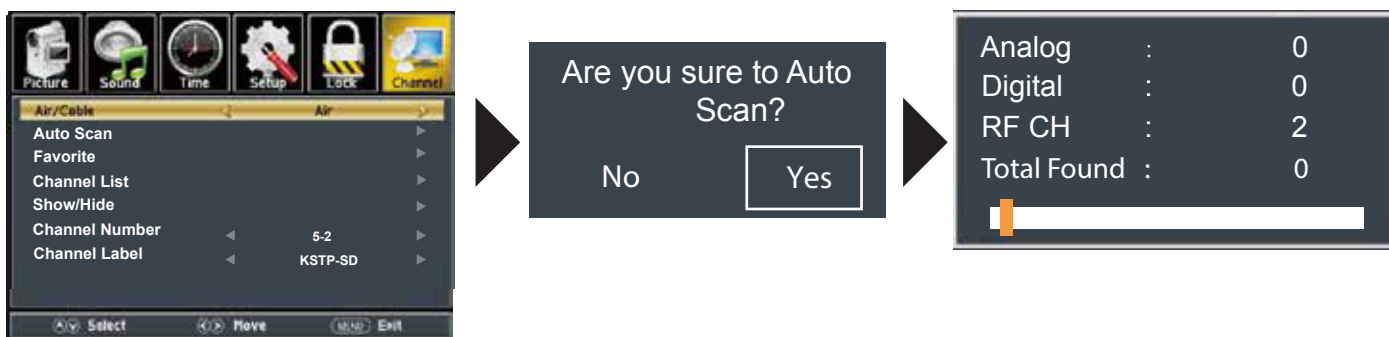 Picture Sound Time Setup Lock Channel
Air/Cable Air
Auto Scan
Favorite
Channel List
Show/Hide
Channel Number 5-2
Channel Label KSTP-SD
Select Move MENU Exit
Are you sure to Auto
Scan?
No Yes
Analog : 0
Digital : 0
RF CH : 2
Total Found : 0